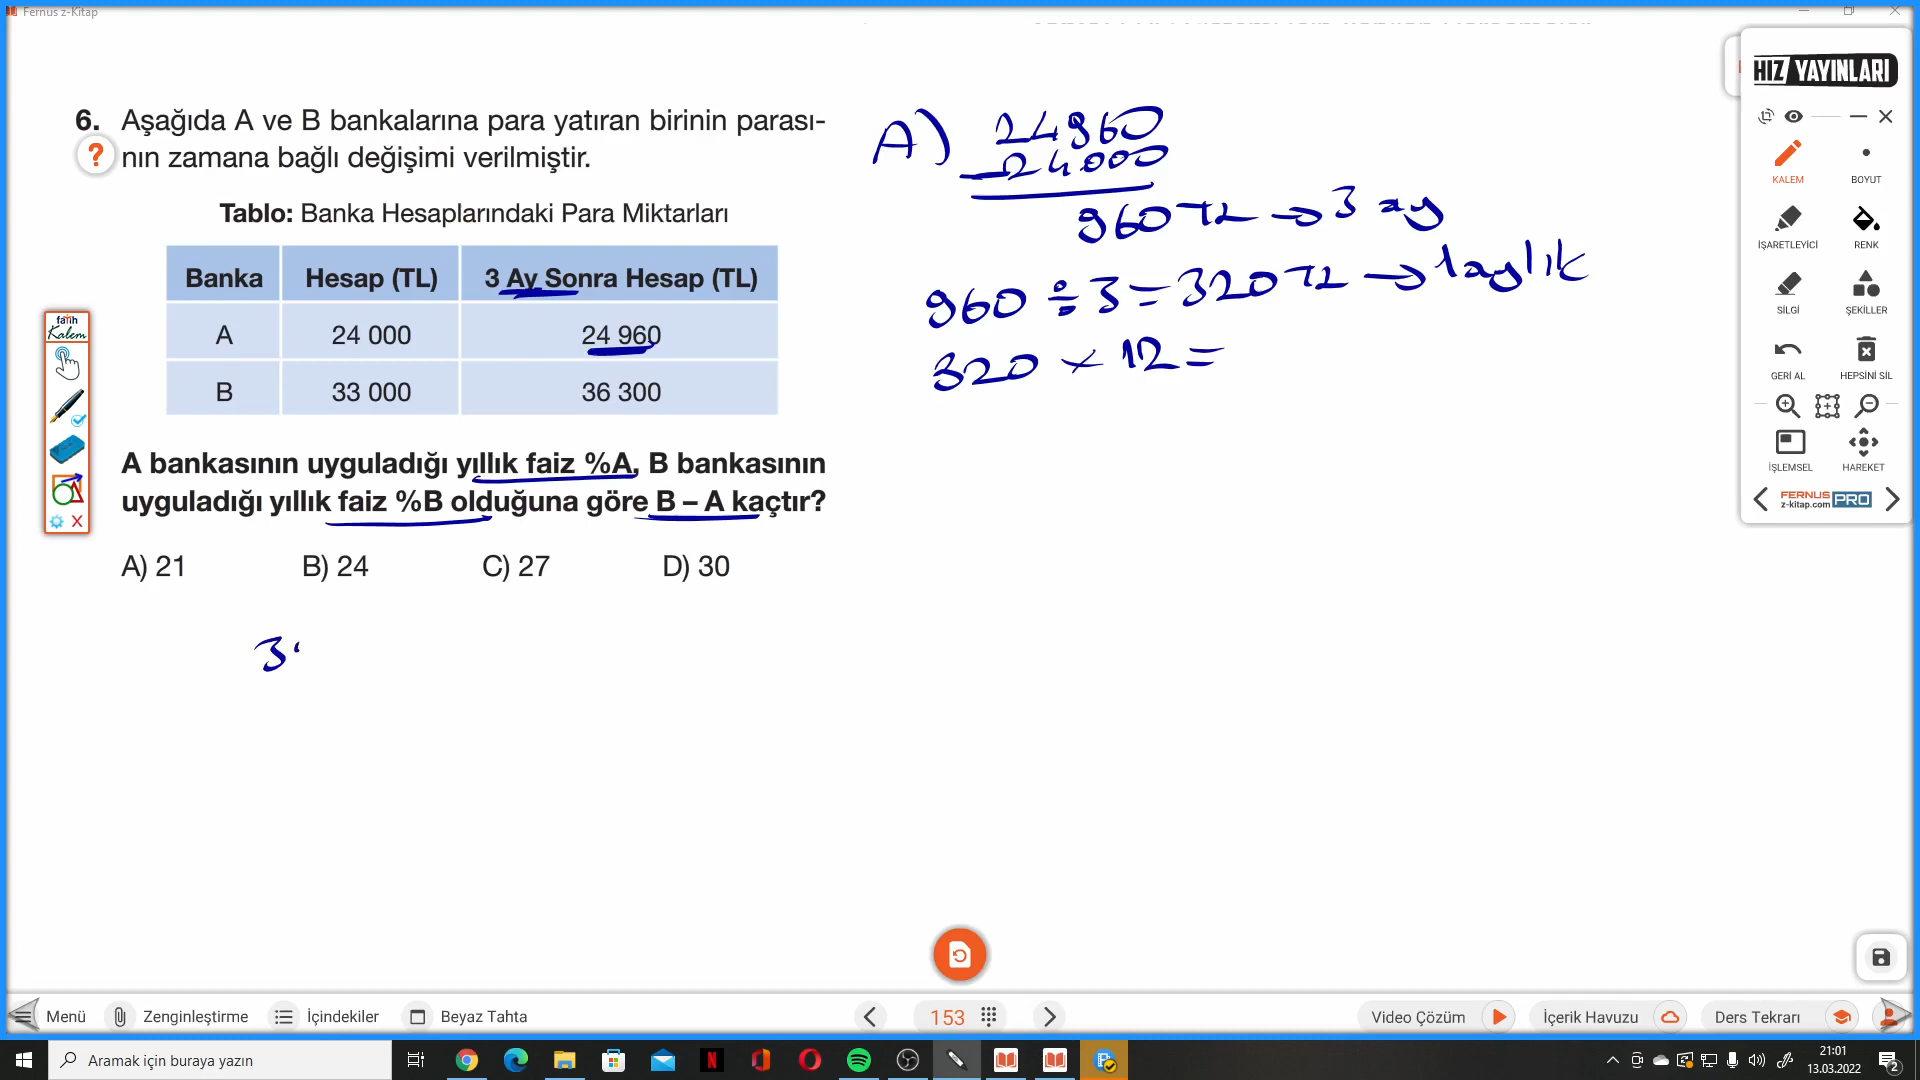 Fernus z-Kitap
HIZ YAYINLARI
6. Aşağıda A ve B bankalarına para yatıran birinin parası-
? nın zamana bağlı değişimi verilmiştir.
Tablo: Banka Hesaplarındaki Para Miktarları
Banka Hesap (TL) 3 Ay Sonra Hesap (TL)
A 24 000 24 960
B 33 000 36 300
A bankasının uyguladığı yıllık faiz %A, B bankasının
uyguladığı yıllık faiz %B olduğuna göre B – A kaçtır?
A) 21 B) 24 C) 27 D) 30
3
A) 24960
- 24000
960 TL → 3 ay
960 ÷ 3 = 320 TL → 1 aylık
320 × 12 =
fatih
Kalem
KALEM BOYUT
İŞARETLEYİCİ RENK
SİLGİ ŞEKİLLER
GERİ AL HEPSİNİ SİL
İŞLEMSEL HAREKET
FERNUS
z-kitap.com PRO
Menü Zenginleştirme İçindekiler Beyaz Tahta 153 Video Çözüm İçerik Havuzu Ders Tekrarı
Aramak için buraya yazın
21:01
13.03.2022
2